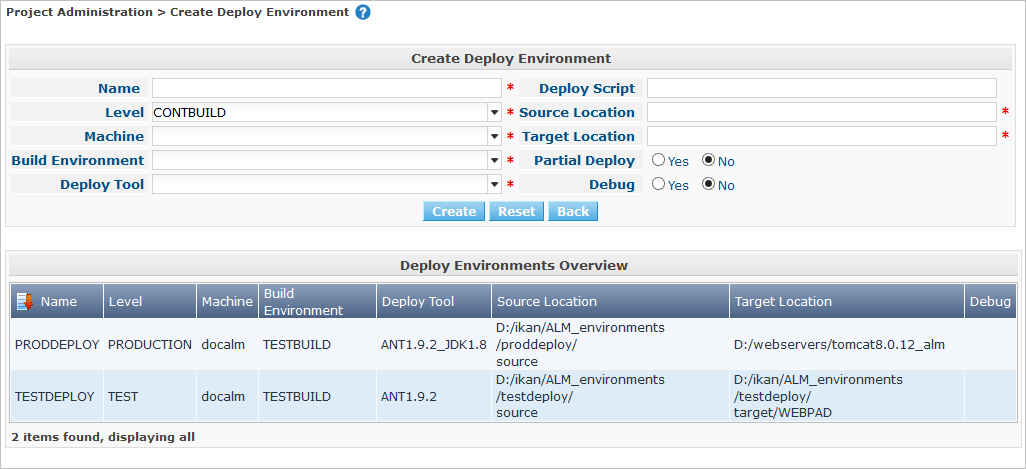 Project Administration > Create Deploy Environment ?
Create Deploy Environment
Name * Deploy Script
Level CONTBUILD * Source Location *
Machine * Target Location *
Build Environment * Partial Deploy Yes No
Deploy Tool * Debug Yes No
Create Reset Back
Deploy Environments Overview
Name Level Machine Build Environment Deploy Tool Source Location Target Location Debug
PRODDEPLOY PRODUCTION docalm TESTBUILD ANT1.9.2_JDK1.8 D:/ikan/ALM_environments
/proddeploy/
source
D:/webservers/tomcat8.0.12_alm
TESTDEPLOY TEST docalm TESTBUILD ANT1.9.2 D:/ikan/ALM_environments
/testdeploy/
source
D:/ikan/ALM_environments
/testdeploy/
target/WEBPAD
2 items found, displaying all